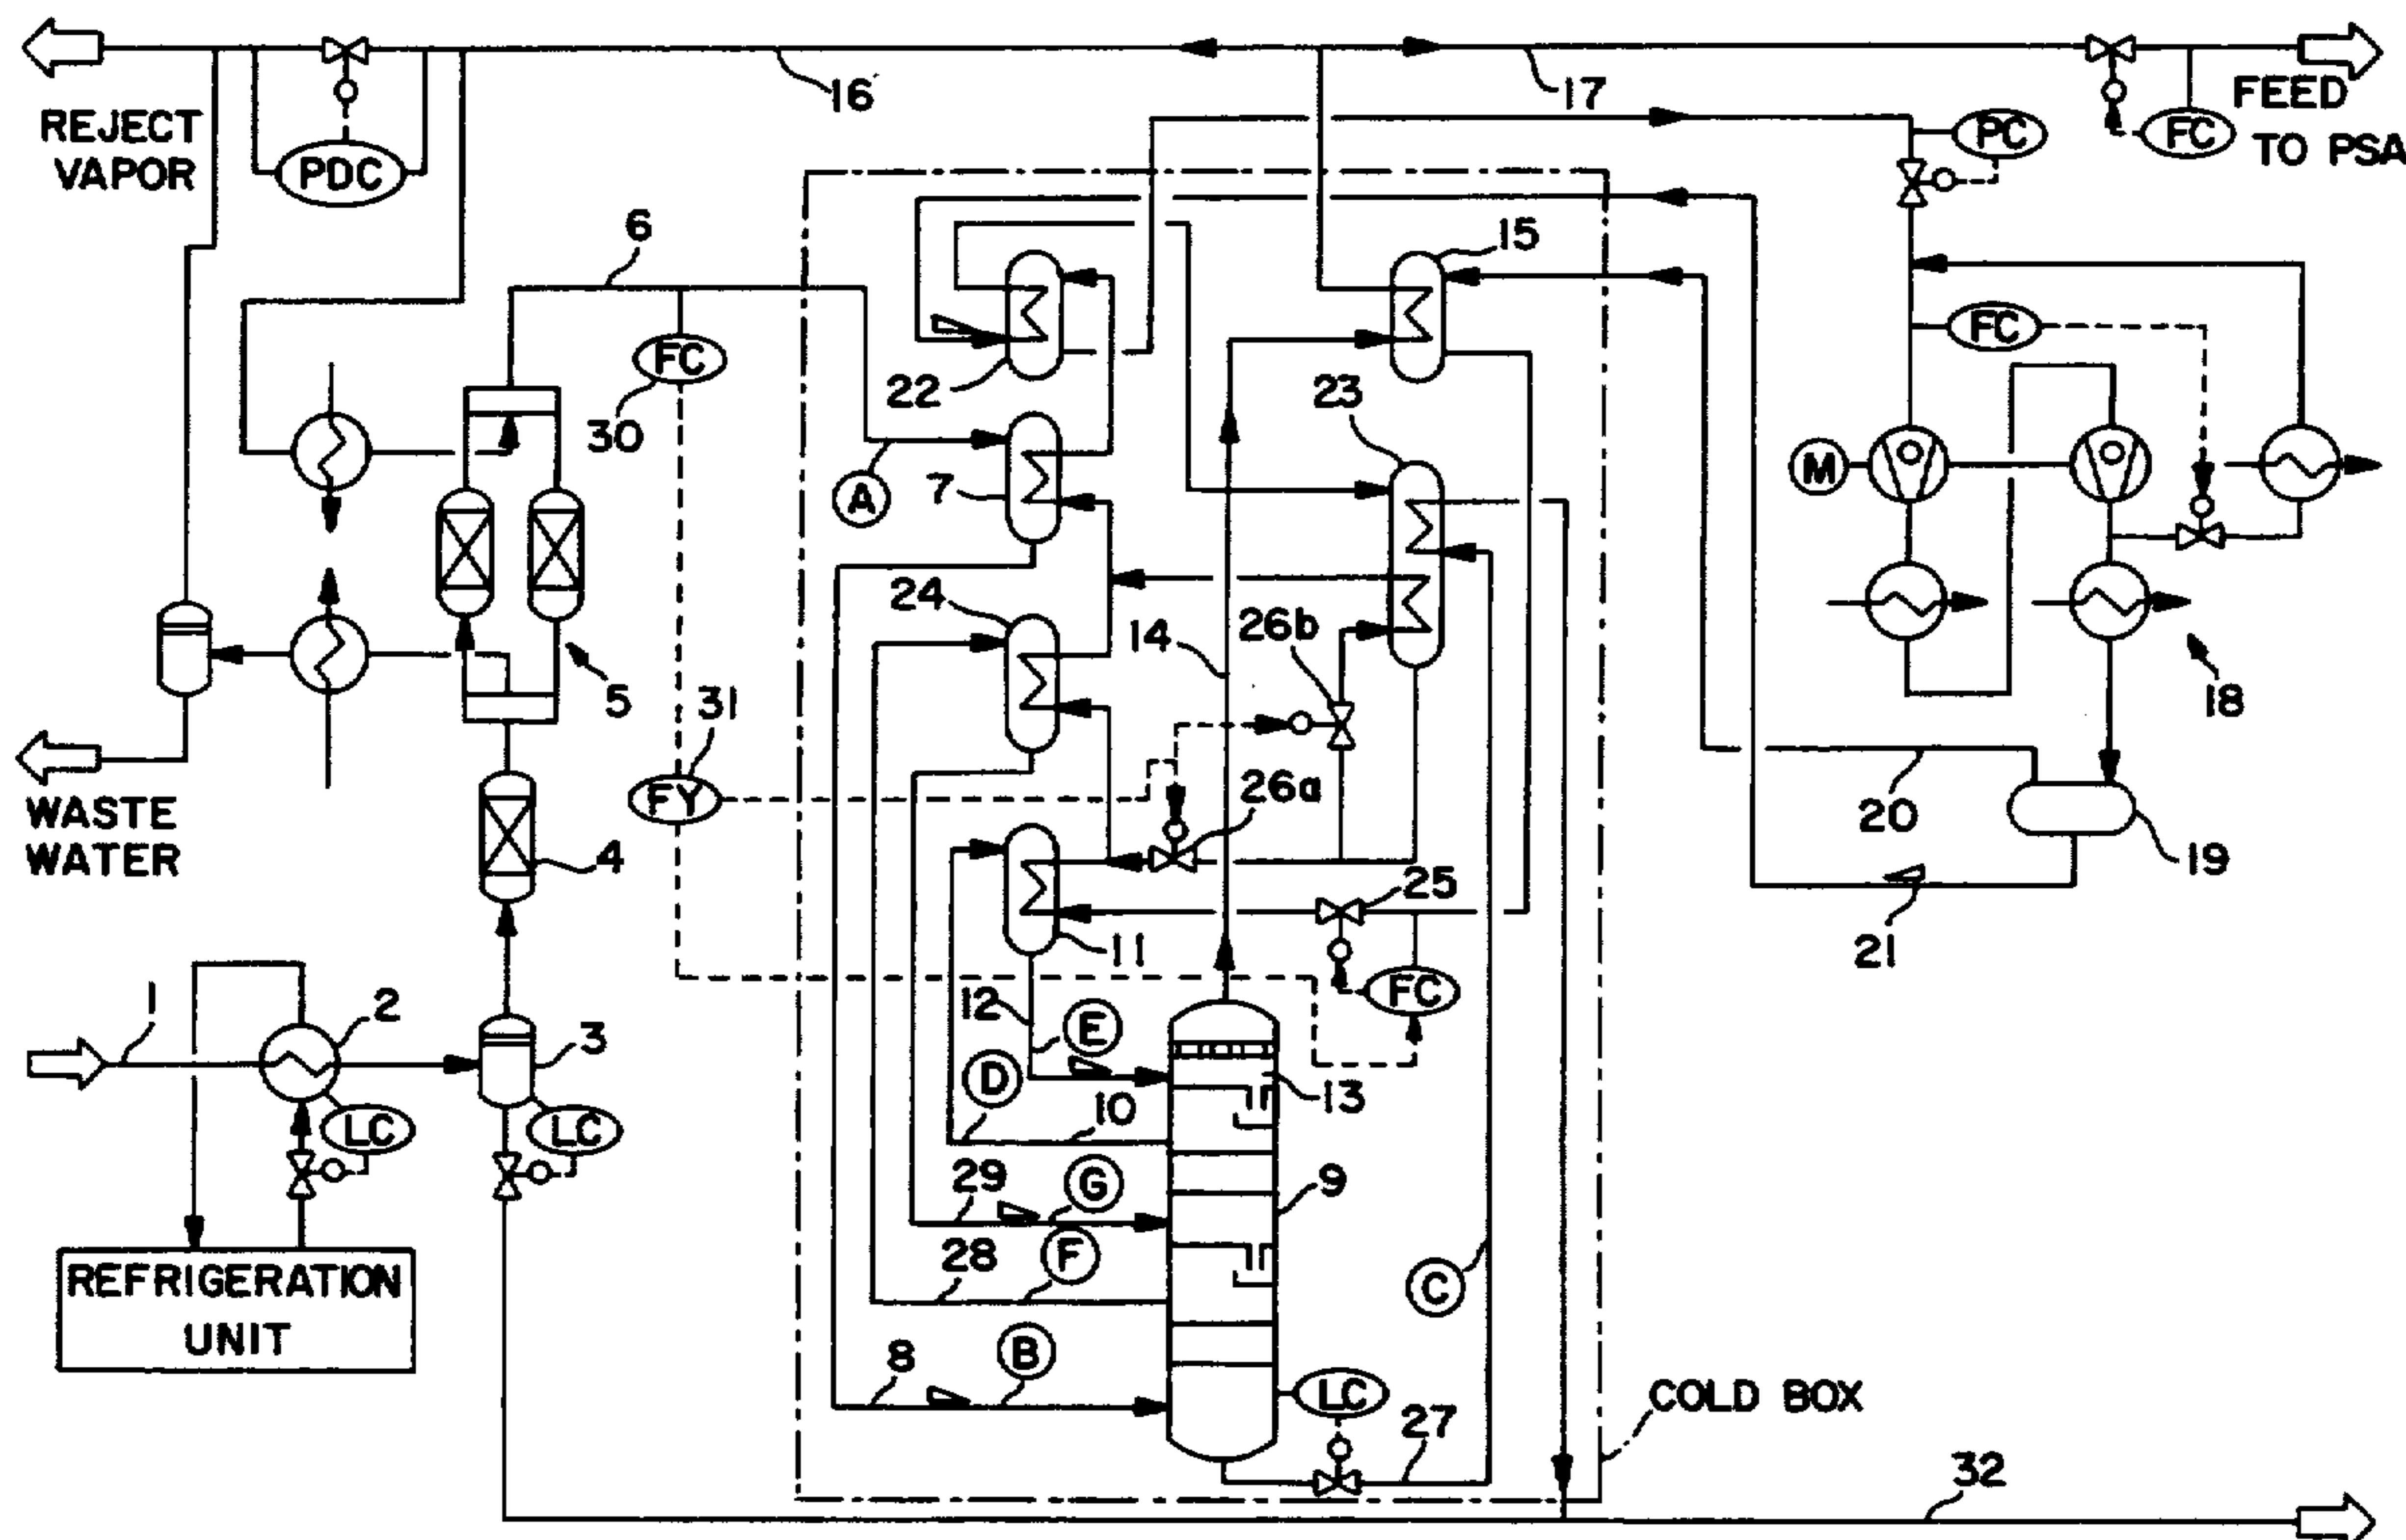 16
17
REJECT
VAPOR
PDC
FEED
TO PSA
FC
PC
6
15
FC
30
22
23
FC
A
7
M
24
14
26b
5
31
18
FY
26a
20
19
WASTE
WATER
4
25
21
11
1
2
3
12
E
FC
D
10
13
LC
LC
29
G
9
28
F
C
REFRIGERATION
UNIT
8
B
LC
27
COLD BOX
32